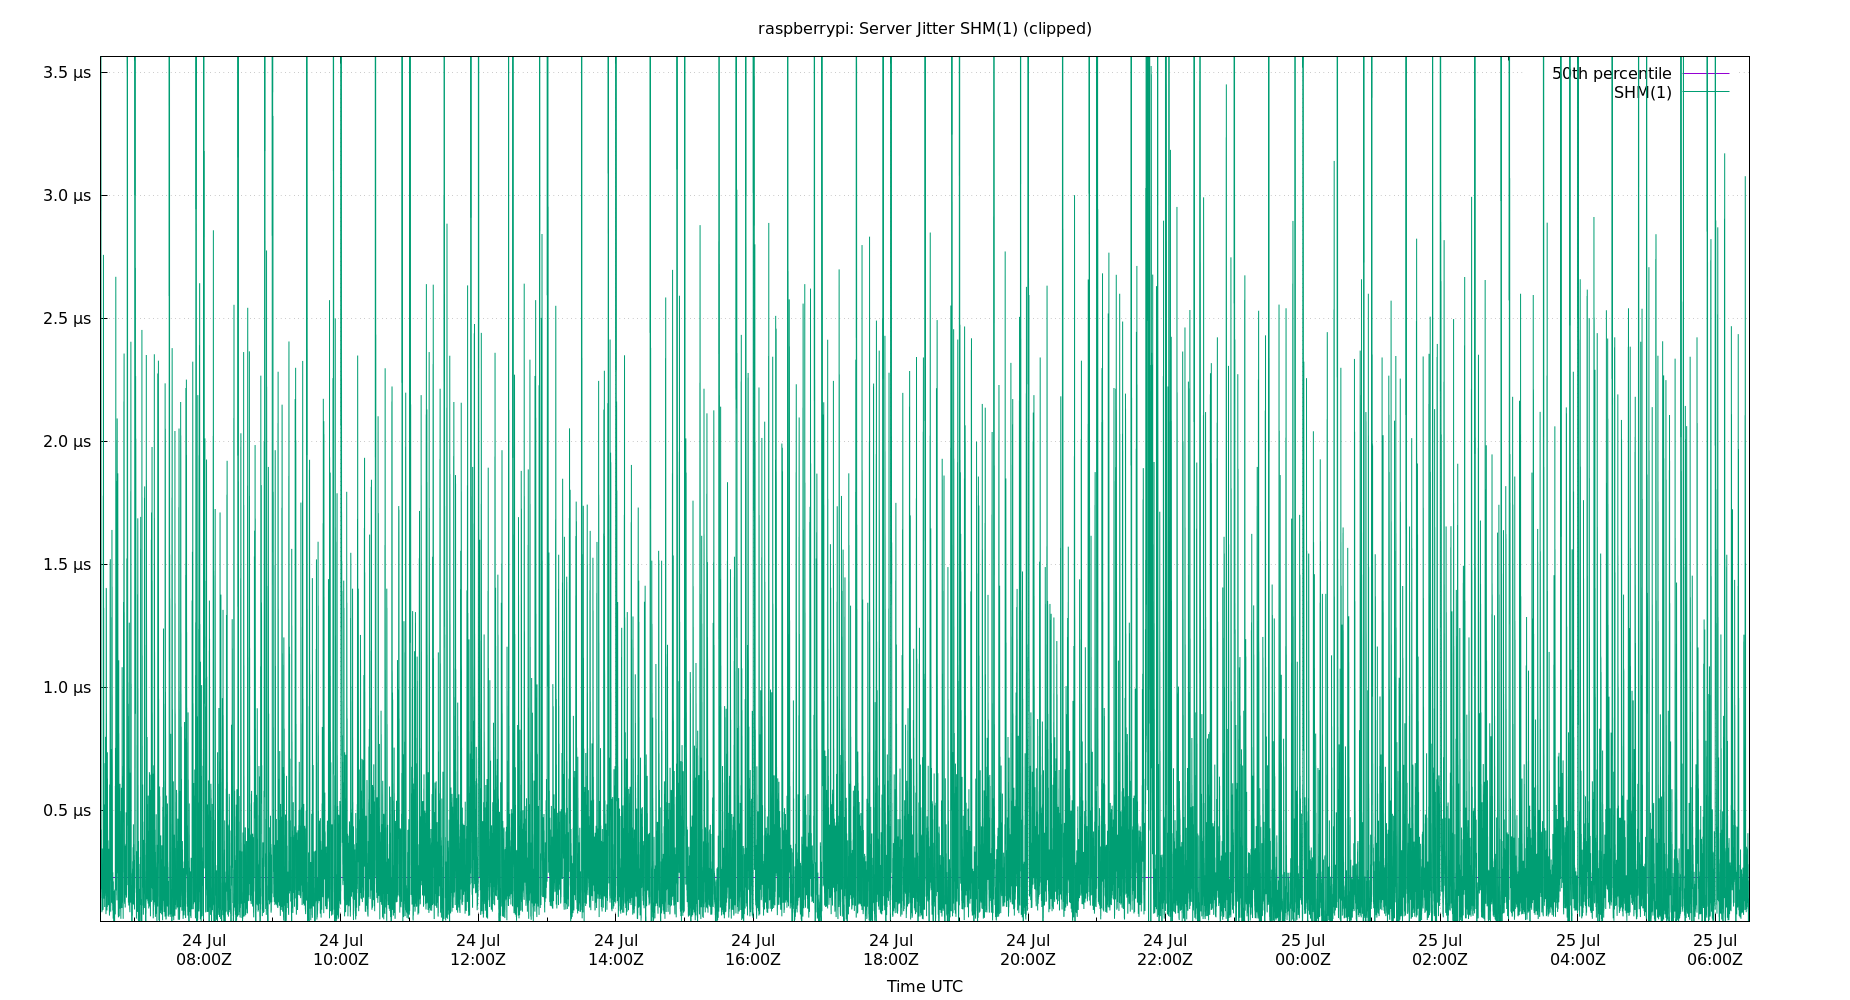 raspberrypi: Server Jitter SHM(1) (clipped)
3.5 µs
3.0 µs
2.5 µs
2.0 µs
1.5 µs
1.0 µs
0.5 µs
50th percentile
SHM(1)
24 Jul 24 Jul 24 Jul 24 Jul 24 Jul 24 Jul 24 Jul 24 Jul 25 Jul 25 Jul 25 Jul 25 Jul
08:00Z 10:00Z 12:00Z 14:00Z 16:00Z 18:00Z 20:00Z 22:00Z 00:00Z 02:00Z 04:00Z 06:00Z
Time UTC